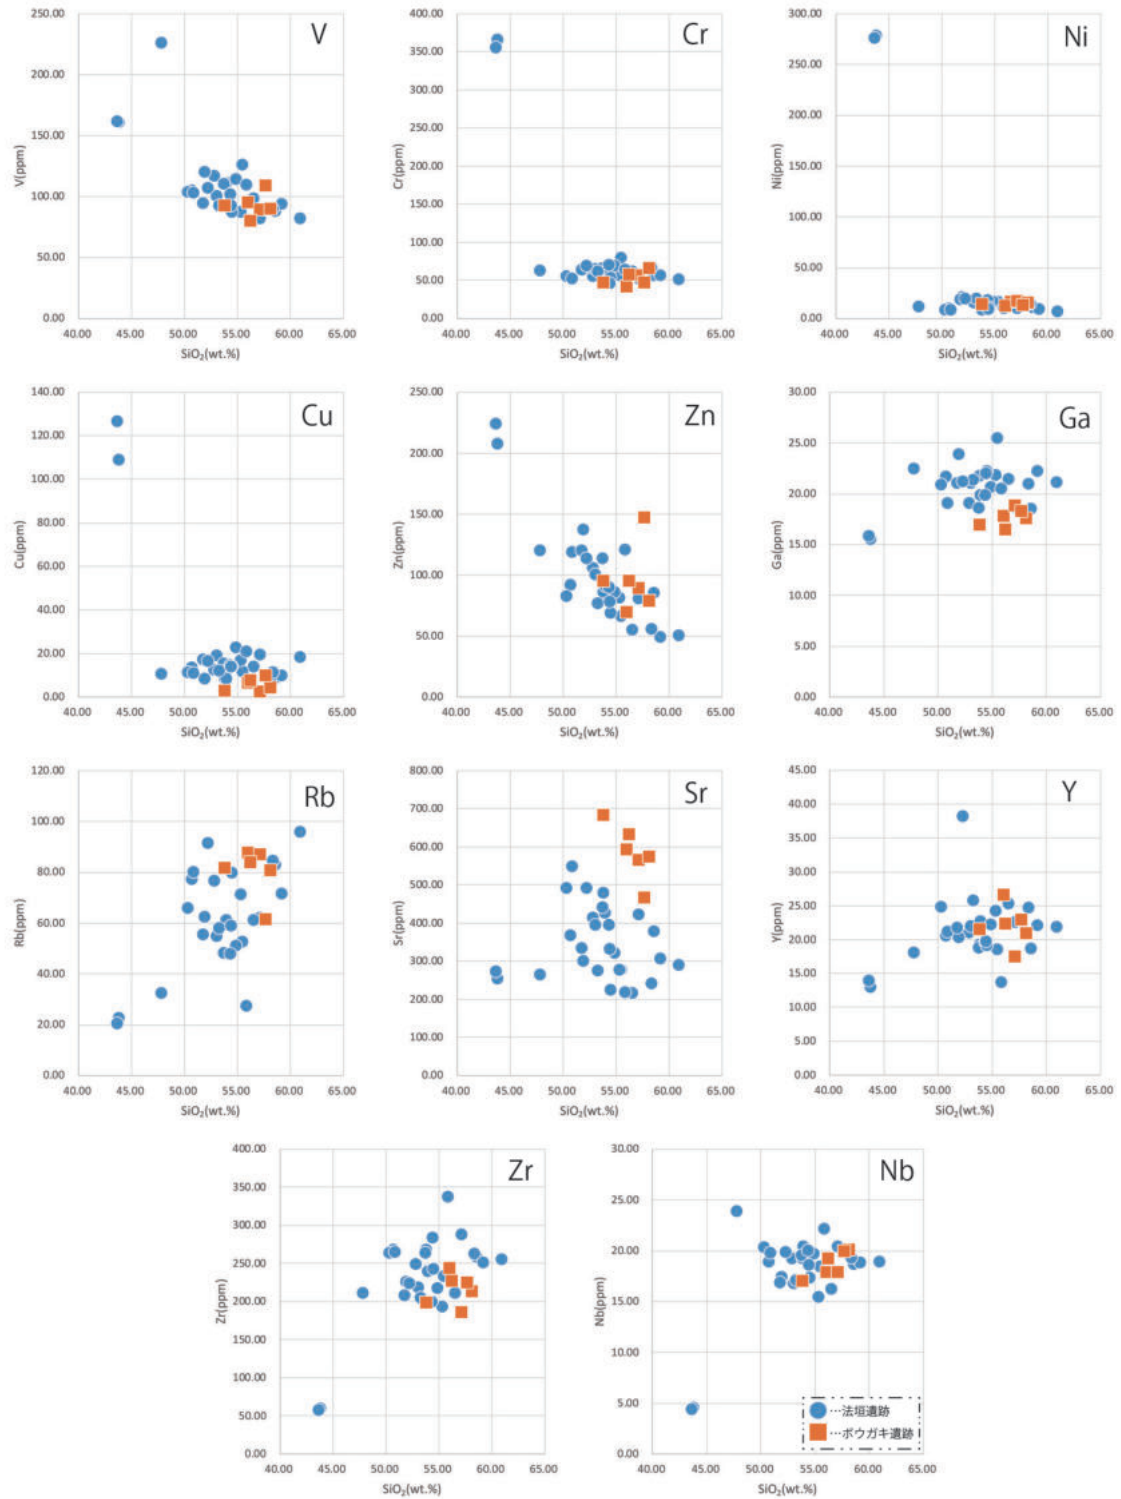 V
250.00
200.00
150.00
100.00
50.00
0.00
V(ppm)
40.00 45.00 50.00 55.00 60.00 65.00
SiO2(wt.%)
Cr
400.00
350.00
300.00
250.00
200.00
150.00
100.00
50.00
0.00
Cr(ppm)
40.00 45.00 50.00 55.00 60.00 65.00
SiO2(wt.%)
Ni
300.00
250.00
200.00
150.00
100.00
50.00
0.00
Ni(ppm)
40.00 45.00 50.00 55.00 60.00 65.00
SiO2(wt.%)
Cu
140.00
120.00
100.00
80.00
60.00
40.00
20.00
0.00
Cu(ppm)
40.00 45.00 50.00 55.00 60.00 65.00
SiO2(wt.%)
Zn
250.00
200.00
150.00
100.00
50.00
0.00
Zn(ppm)
40.00 45.00 50.00 55.00 60.00 65.00
SiO2(wt.%)
Ga
30.00
25.00
20.00
15.00
10.00
5.00
0.00
Ga(ppm)
40.00 45.00 50.00 55.00 60.00 65.00
SiO2(wt.%)
Rb
120.00
100.00
80.00
60.00
40.00
20.00
0.00
Rb(ppm)
40.00 45.00 50.00 55.00 60.00 65.00
SiO2(wt.%)
Sr
800.00
700.00
600.00
500.00
400.00
300.00
200.00
100.00
0.00
Sr(ppm)
40.00 45.00 50.00 55.00 60.00 65.00
SiO2(wt.%)
Y
45.00
40.00
35.00
30.00
25.00
20.00
15.00
10.00
5.00
0.00
Y(ppm)
40.00 45.00 50.00 55.00 60.00 65.00
SiO2(wt.%)
Zr
400.00
350.00
300.00
250.00
200.00
150.00
100.00
50.00
0.00
Zr(ppm)
40.00 45.00 50.00 55.00 60.00 65.00
SiO2(wt.%)
Nb
30.00
25.00
20.00
15.00
10.00
5.00
0.00
Nb(ppm)
40.00 45.00 50.00 55.00 60.00 65.00
SiO2(wt.%)
…法垣遺跡
…ボウガキ遺跡